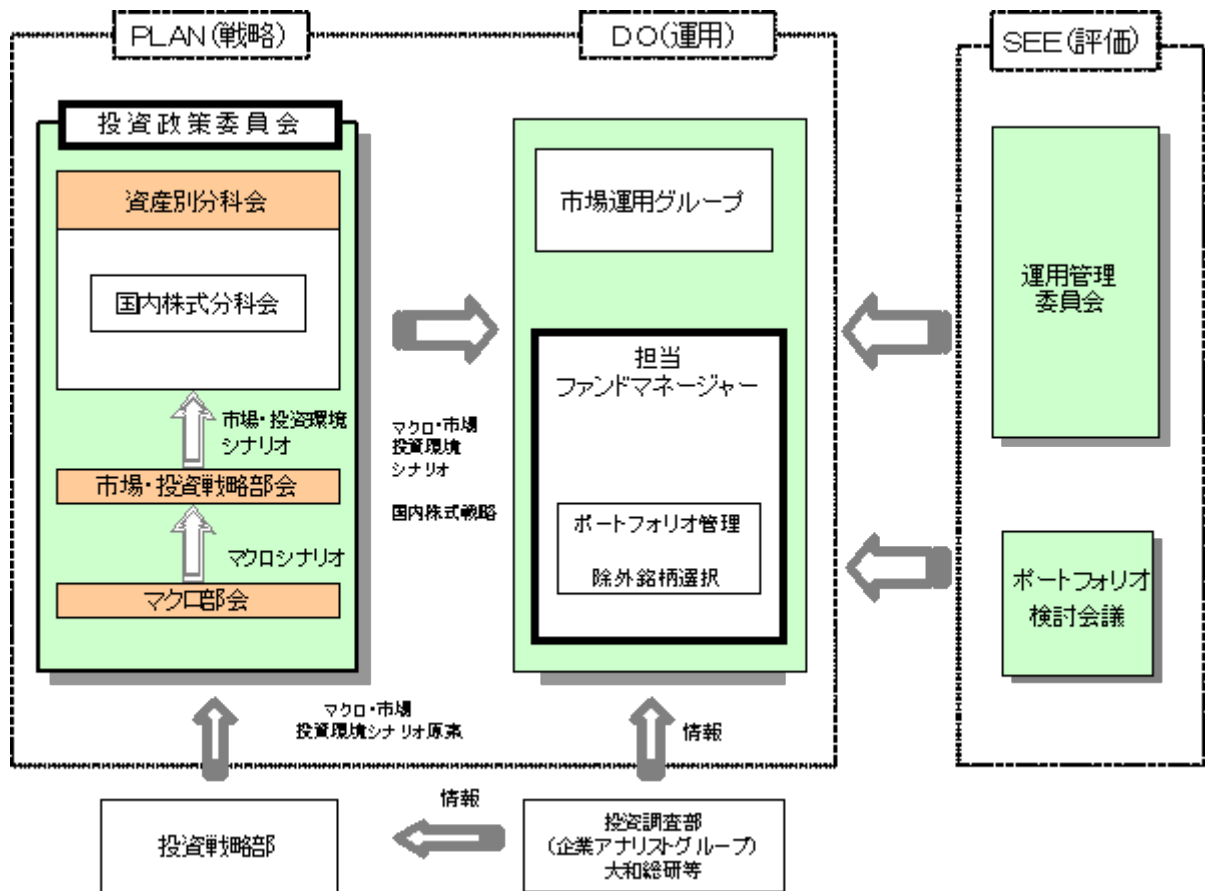 PLAN(戦略)
DO(運用)
SEE(評価)
投資政策委員会
資産別分科会
国内株式分科会
市場・投資環境
シナリオ
市場・投資戦略部会
マクロシナリオ
マクロ部会
マクロ・市場
投資環境
シナリオ
国内株式戦略
市場運用グループ
担当
ファンドマネージャー
ポートフォリオ管理
除外銘柄選択
運用管理
委員会
ポートフォリオ
検討会議
マクロ・市場
投資環境シナリオ原案
情報
投資戦略部
情報
投資調査部
(企業アナリストグループ)
大和総研等